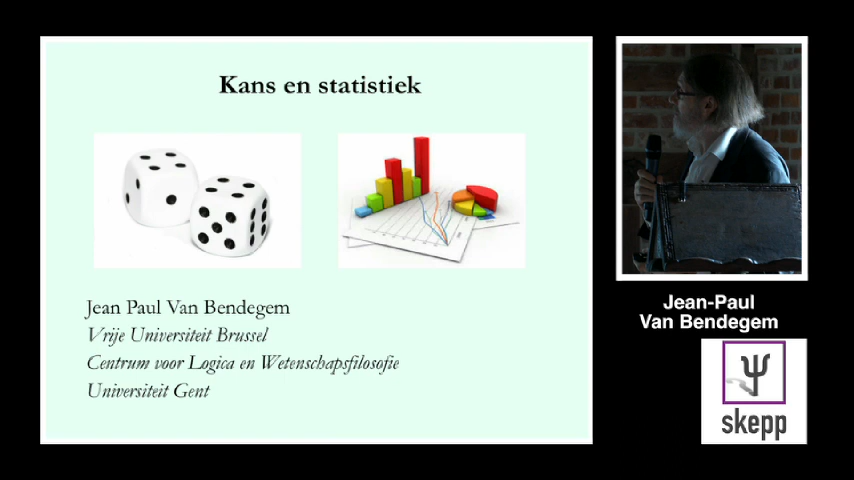 Kans en statistiek
Jean Paul Van Bendegem
Vrije Universiteit Brussel
Centrum voor Logica en Wetenschapsfilosofie
Universiteit Gent
Jean-Paul
Van Bendegem
Ψ
skepp